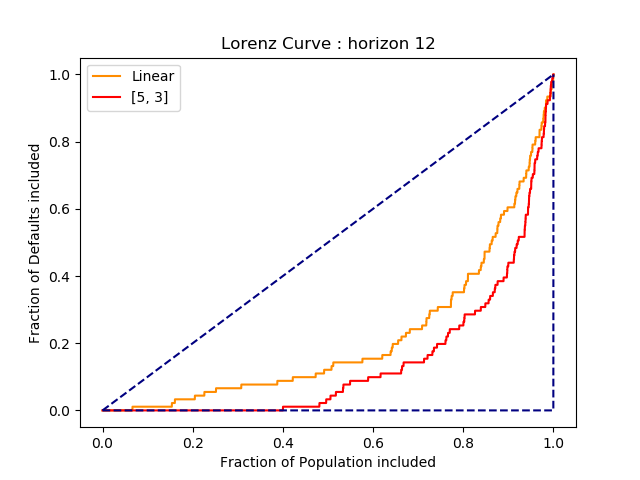 Lorenz Curve : horizon 12
Linear
[5, 3]
Fraction of Defaults included
1.0
0.8
0.6
0.4
0.2
0.0
0.0 0.2 0.4 0.6 0.8 1.0
Fraction of Population included